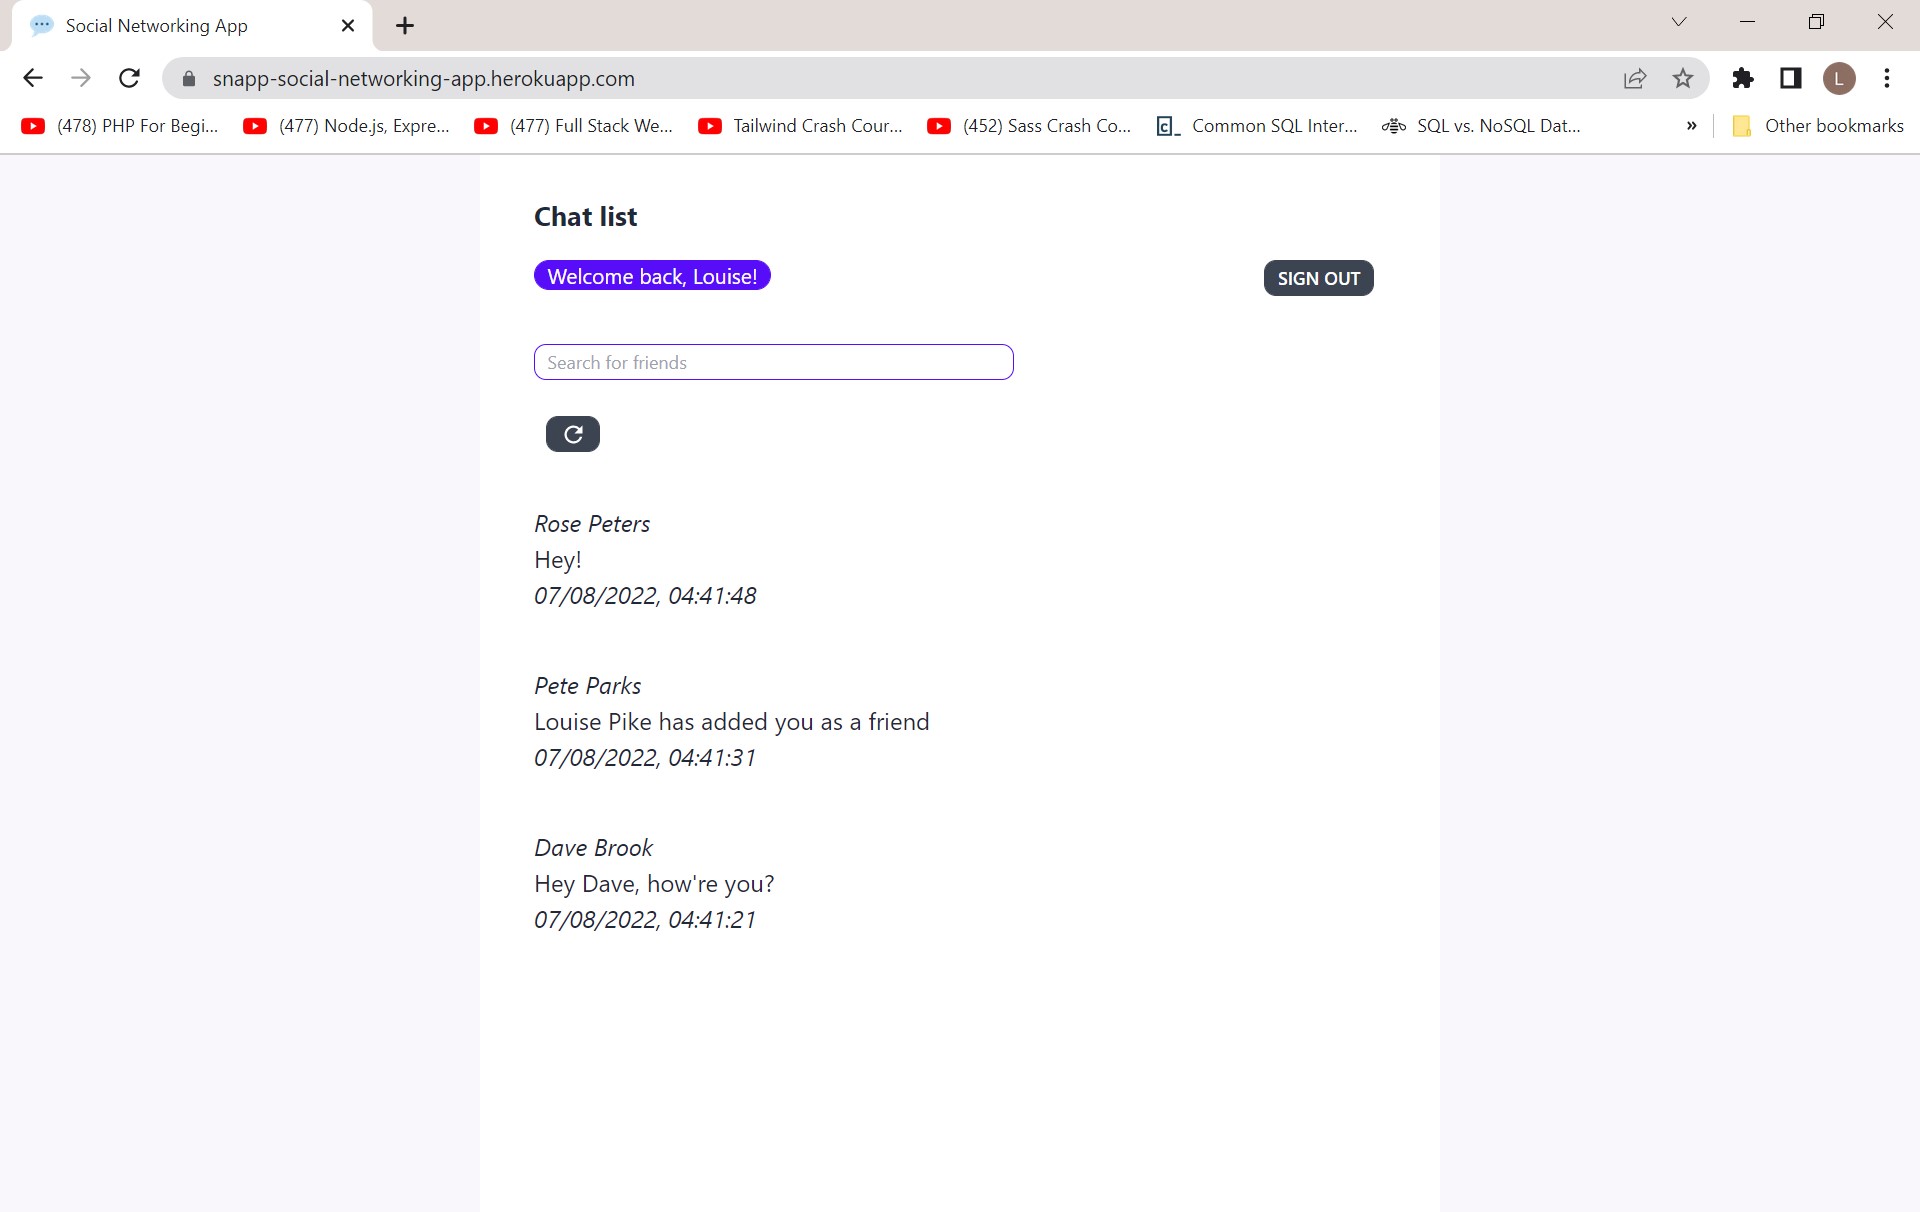 Social Networking App
snapp-social-networking-app.herokuapp.com
L
(478) PHP For Begi...
(477) Node.js, Expre...
(477) Full Stack We...
Tailwind Crash Cour...
(452) Sass Crash Co...
Common SQL Inter...
SQL vs. NoSQL Dat...
»
Other bookmarks
Chat list
Welcome back, Louise!
SIGN OUT
Search for friends
Rose Peters
Hey!
07/08/2022, 04:41:48
Pete Parks
Louise Pike has added you as a friend
07/08/2022, 04:41:31
Dave Brook
Hey Dave, how're you?
07/08/2022, 04:41:21